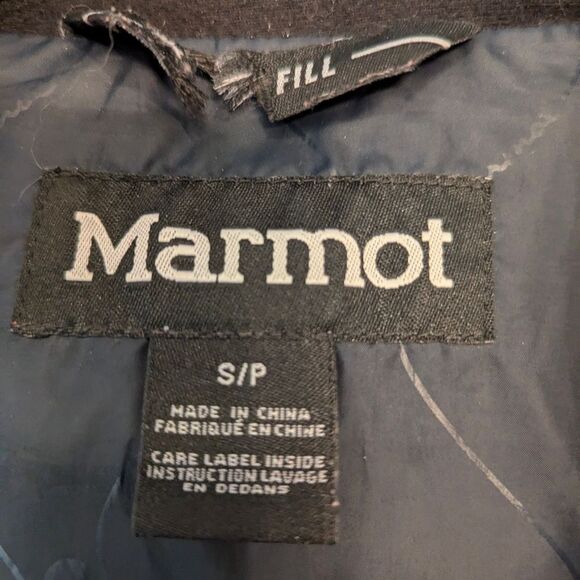 FILL
Marmot
S/P
MADE IN CHINA
FABRIQUÉ EN CHINE
CARE LABEL INSIDE
INSTRUCTION LAVAGE
EN DEDANS